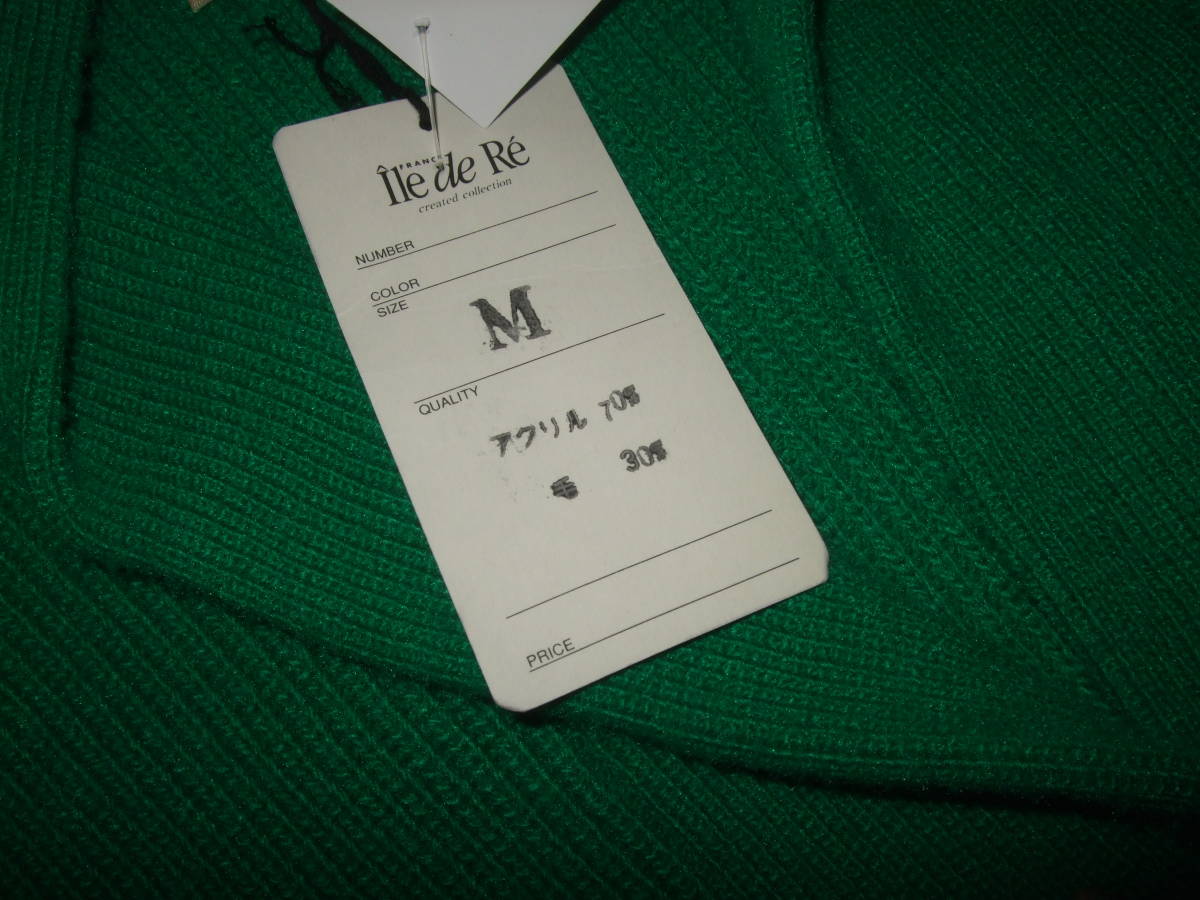 FRANCE
Île de Ré
created collection
NUMBER
COLOR
SIZE
M
QUALITY
アクリル 70%
毛 30%
PRICE